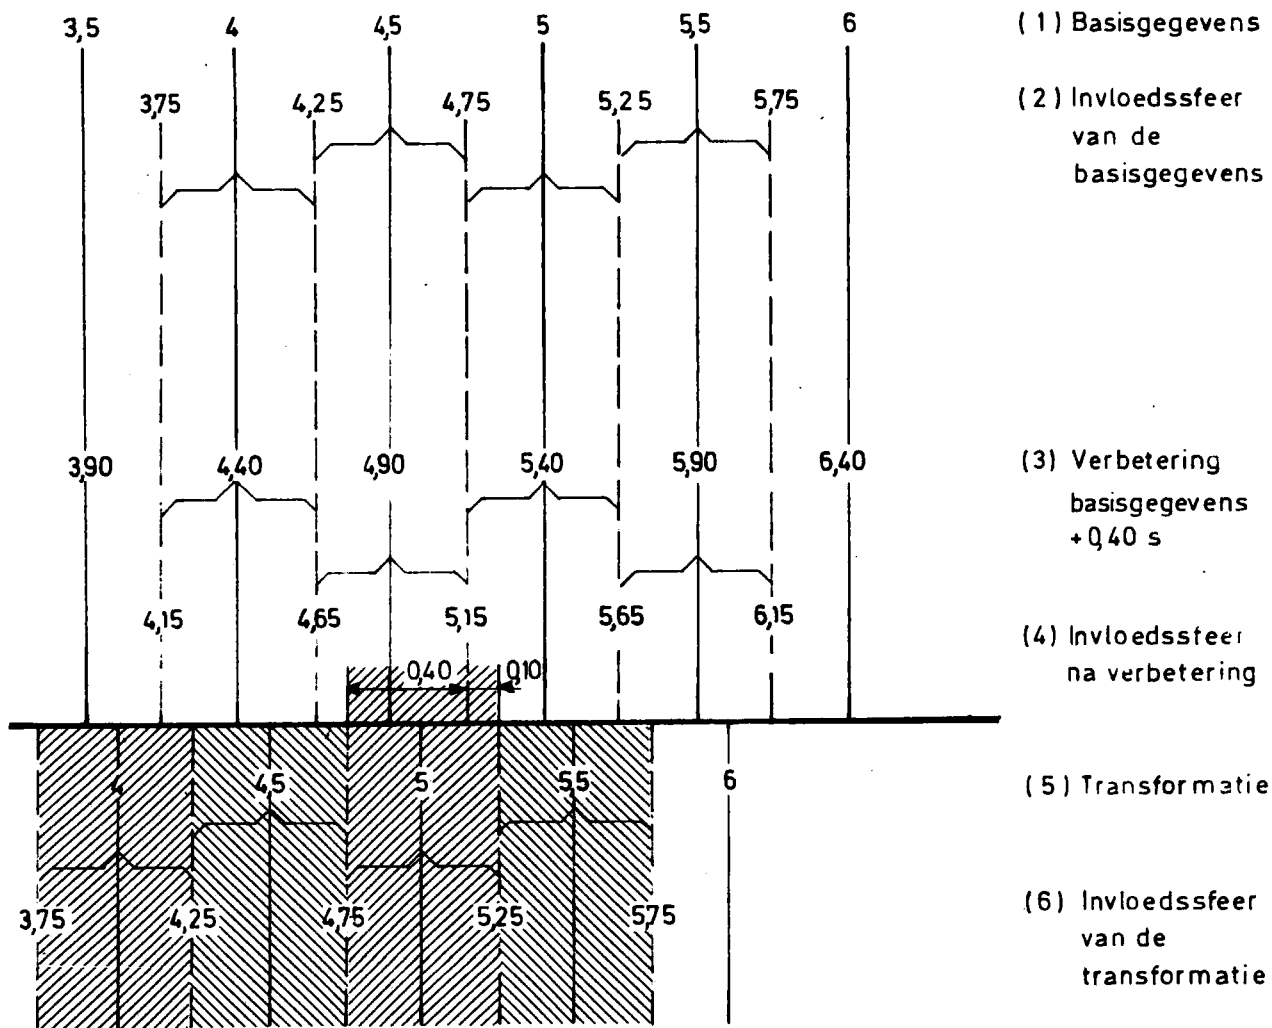 3,5 4 4,5 5 5,5 6
(1) Basisgegevens
3,75 4,25 4,75 5,25 5,75
(2) Invloedssfeer
van de
basisgegevens
3,90 4,40 4,90 5,40 5,90 6,40
(3) Verbetering
basisgegevens
+0,40 s
4,15 4,65 5,15 5,65 6,15
(4) Invloedssfeer
na verbetering
0,40 0,10
4 4,5 5 5,5 6
(5) Transformatie
3,75 4,25 4,75 5,25 5,75
(6) Invloedssfeer
van de
transformatie